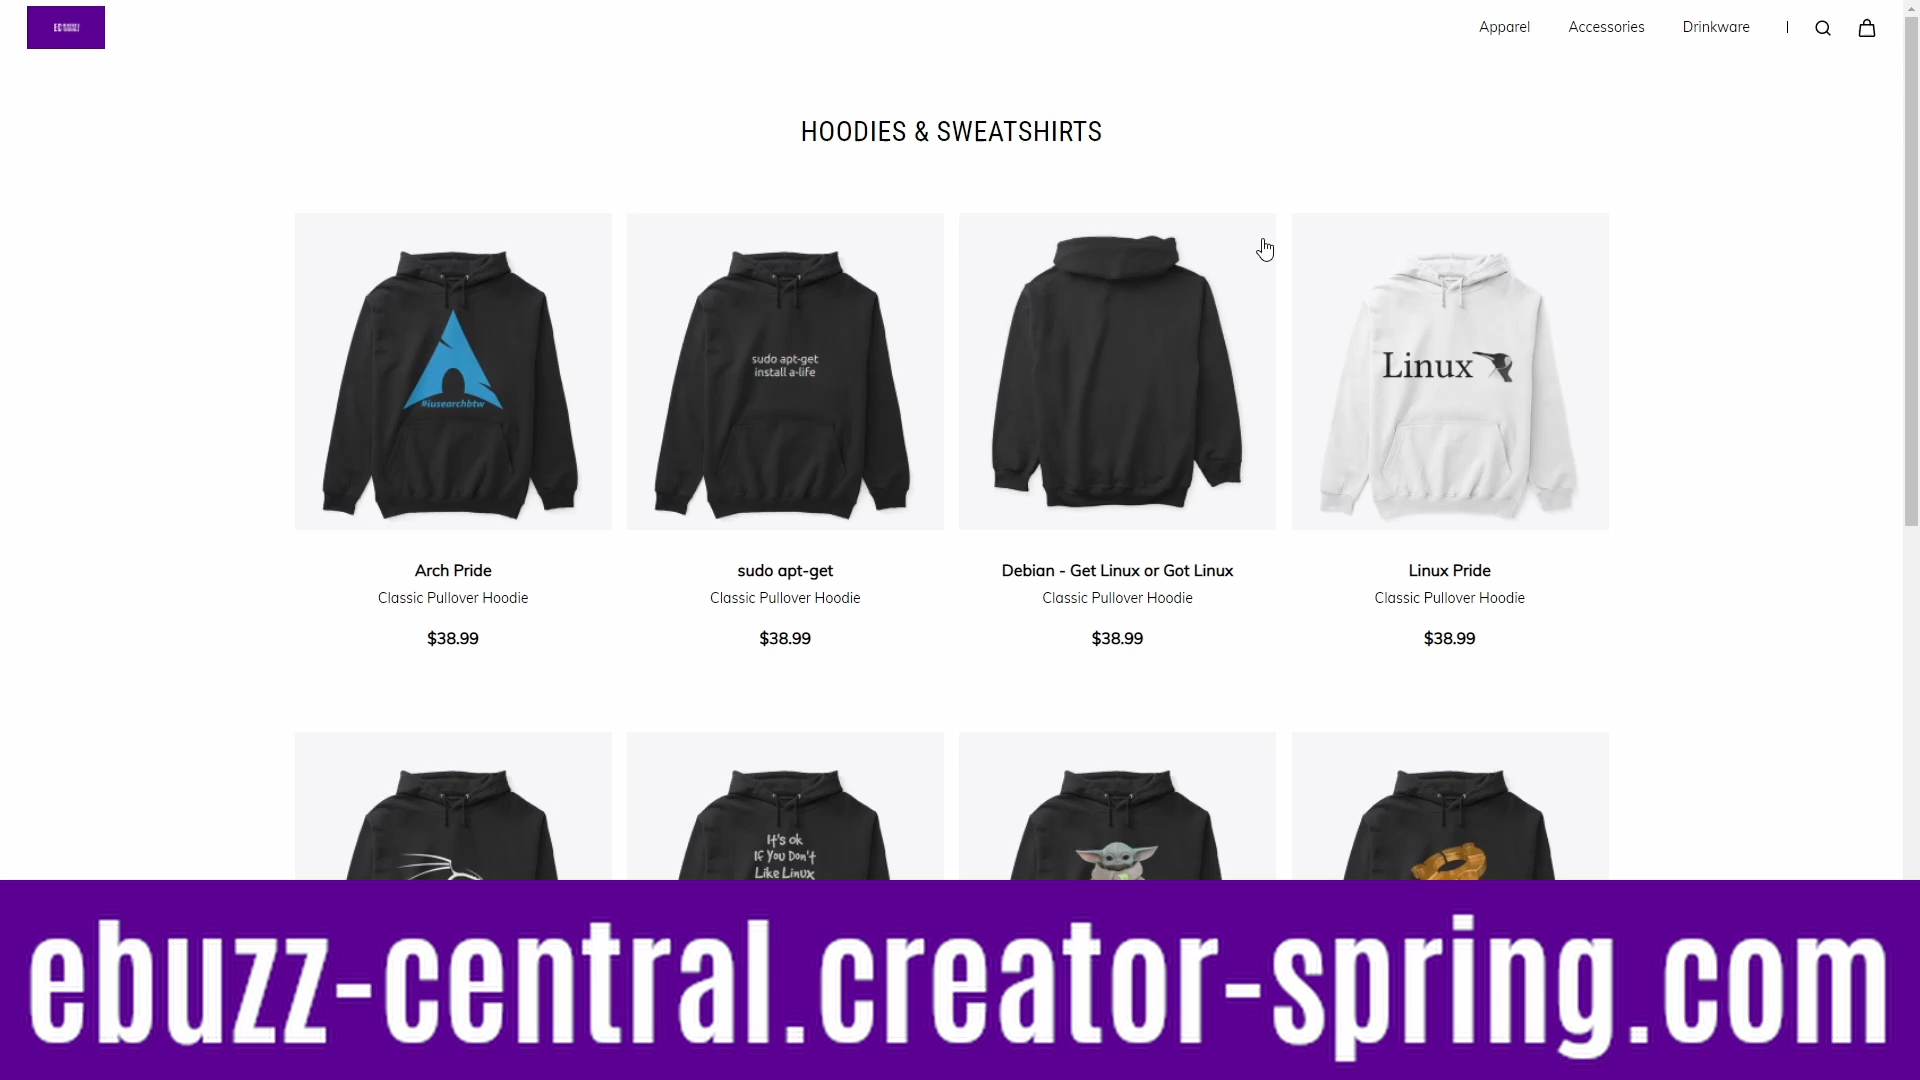 Apparel Accessories Drinkware
HOODIES & SWEATSHIRTS
#iusearchbtw
sudo apt-get
install a-life
Linux
Arch Pride
Classic Pullover Hoodie
$38.99
sudo apt-get
Classic Pullover Hoodie
$38.99
Debian - Get Linux or Got Linux
Classic Pullover Hoodie
$38.99
Linux Pride
Classic Pullover Hoodie
$38.99
It's ok
If You Don't
Like Linux
ebuzz-central.creator-spring.com